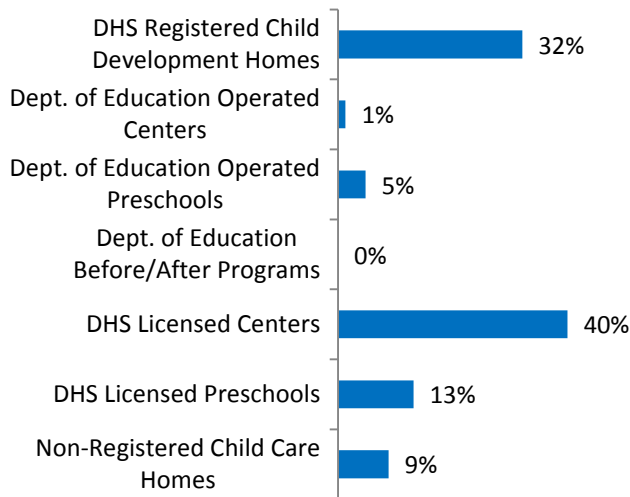 DHS Registered Child
Development Homes
32%
Dept. of Education Operated
Centers
1%
Dept. of Education Operated
Preschools
5%
Dept. of Education
Before/After Programs
0%
DHS Licensed Centers
40%
DHS Licensed Preschools
13%
Non-Registered Child Care
Homes
9%